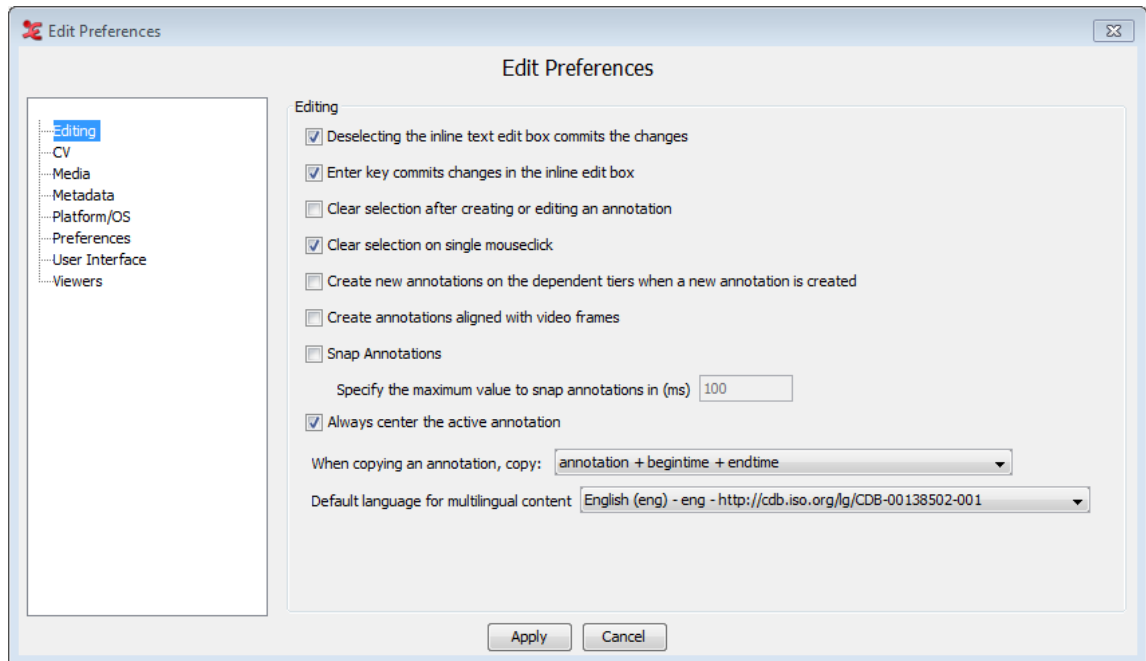 Edit Preferences
Edit Preferences
Editing
CV
Media
Metadata
Platform/OS
Preferences
User Interface
Viewers
Editing
Deselecting the inline text edit box commits the changes
Enter key commits changes in the inline edit box
Clear selection after creating or editing an annotation
Clear selection on single mouseclick
Create new annotations on the dependent tiers when a new annotation is created
Create annotations aligned with video frames
Snap Annotations
Specify the maximum value to snap annotations in (ms) 100
Always center the active annotation
When copying an annotation, copy: annotation + begintime + endtime
Default language for multilingual content English (eng) - eng - http://cdb.iso.org/lg/CDB-00138502-001
Apply Cancel